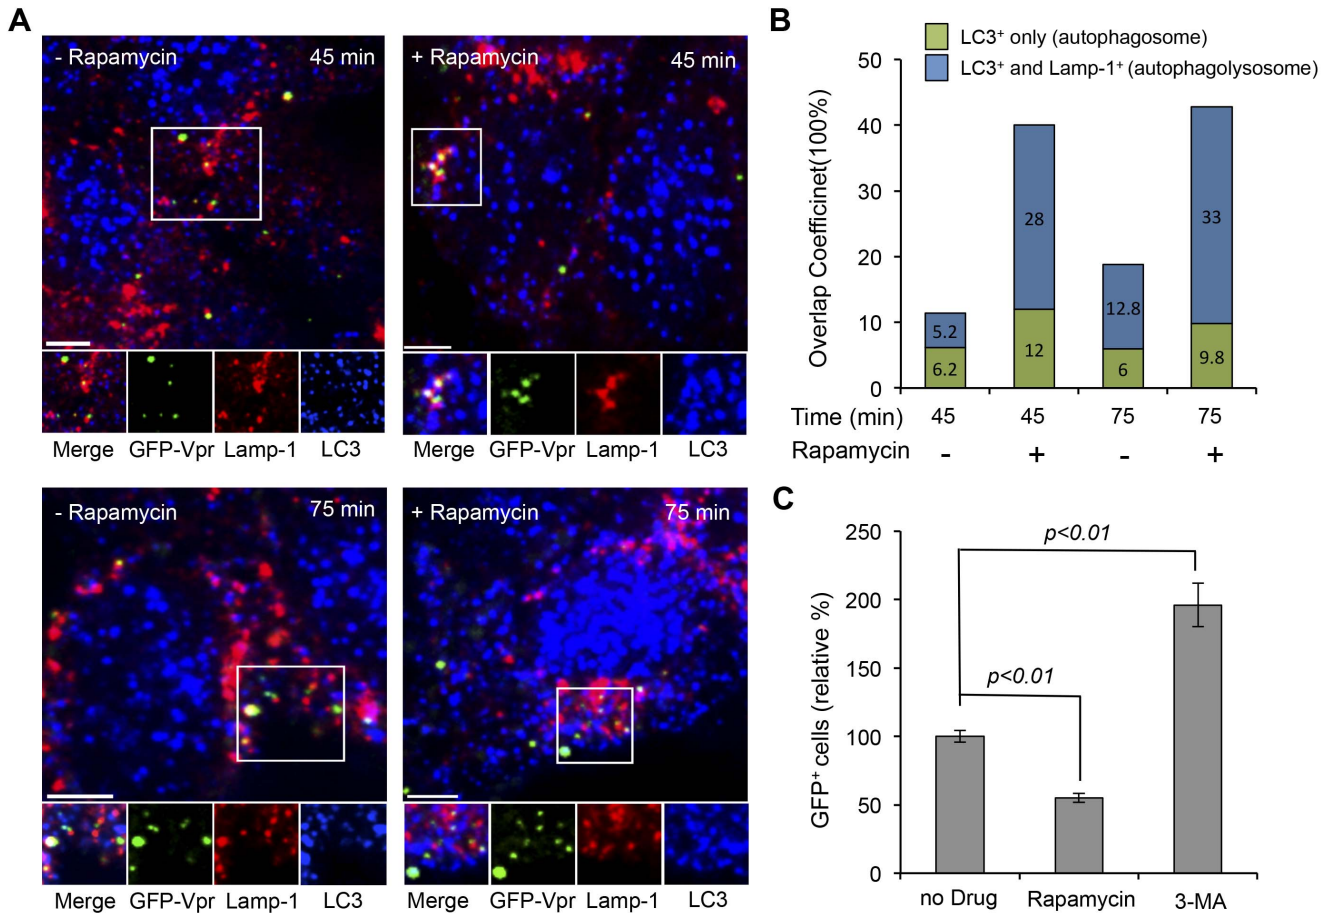 A
- Rapamycin 45 min
+ Rapamycin 45 min
Merge GFP-Vpr Lamp-1 LC3
Merge GFP-Vpr Lamp-1 LC3
- Rapamycin 75 min
+ Rapamycin 75 min
Merge GFP-Vpr Lamp-1 LC3
Merge GFP-Vpr Lamp-1 LC3
B
LC3⁺ only (autophagosome)
LC3⁺ and Lamp-1⁺ (autophagolysosome)
Overlap Coefficinet(100%)
50
40
30
20
10
0
5.2
6.2
28
12
12.8
6
33
9.8
Time (min) 45 45 75 75
Rapamycin - + - +
C
GFP⁺ cells (relative %)
250
200
150
100
50
0
p<0.01
p<0.01
no Drug Rapamycin 3-MA